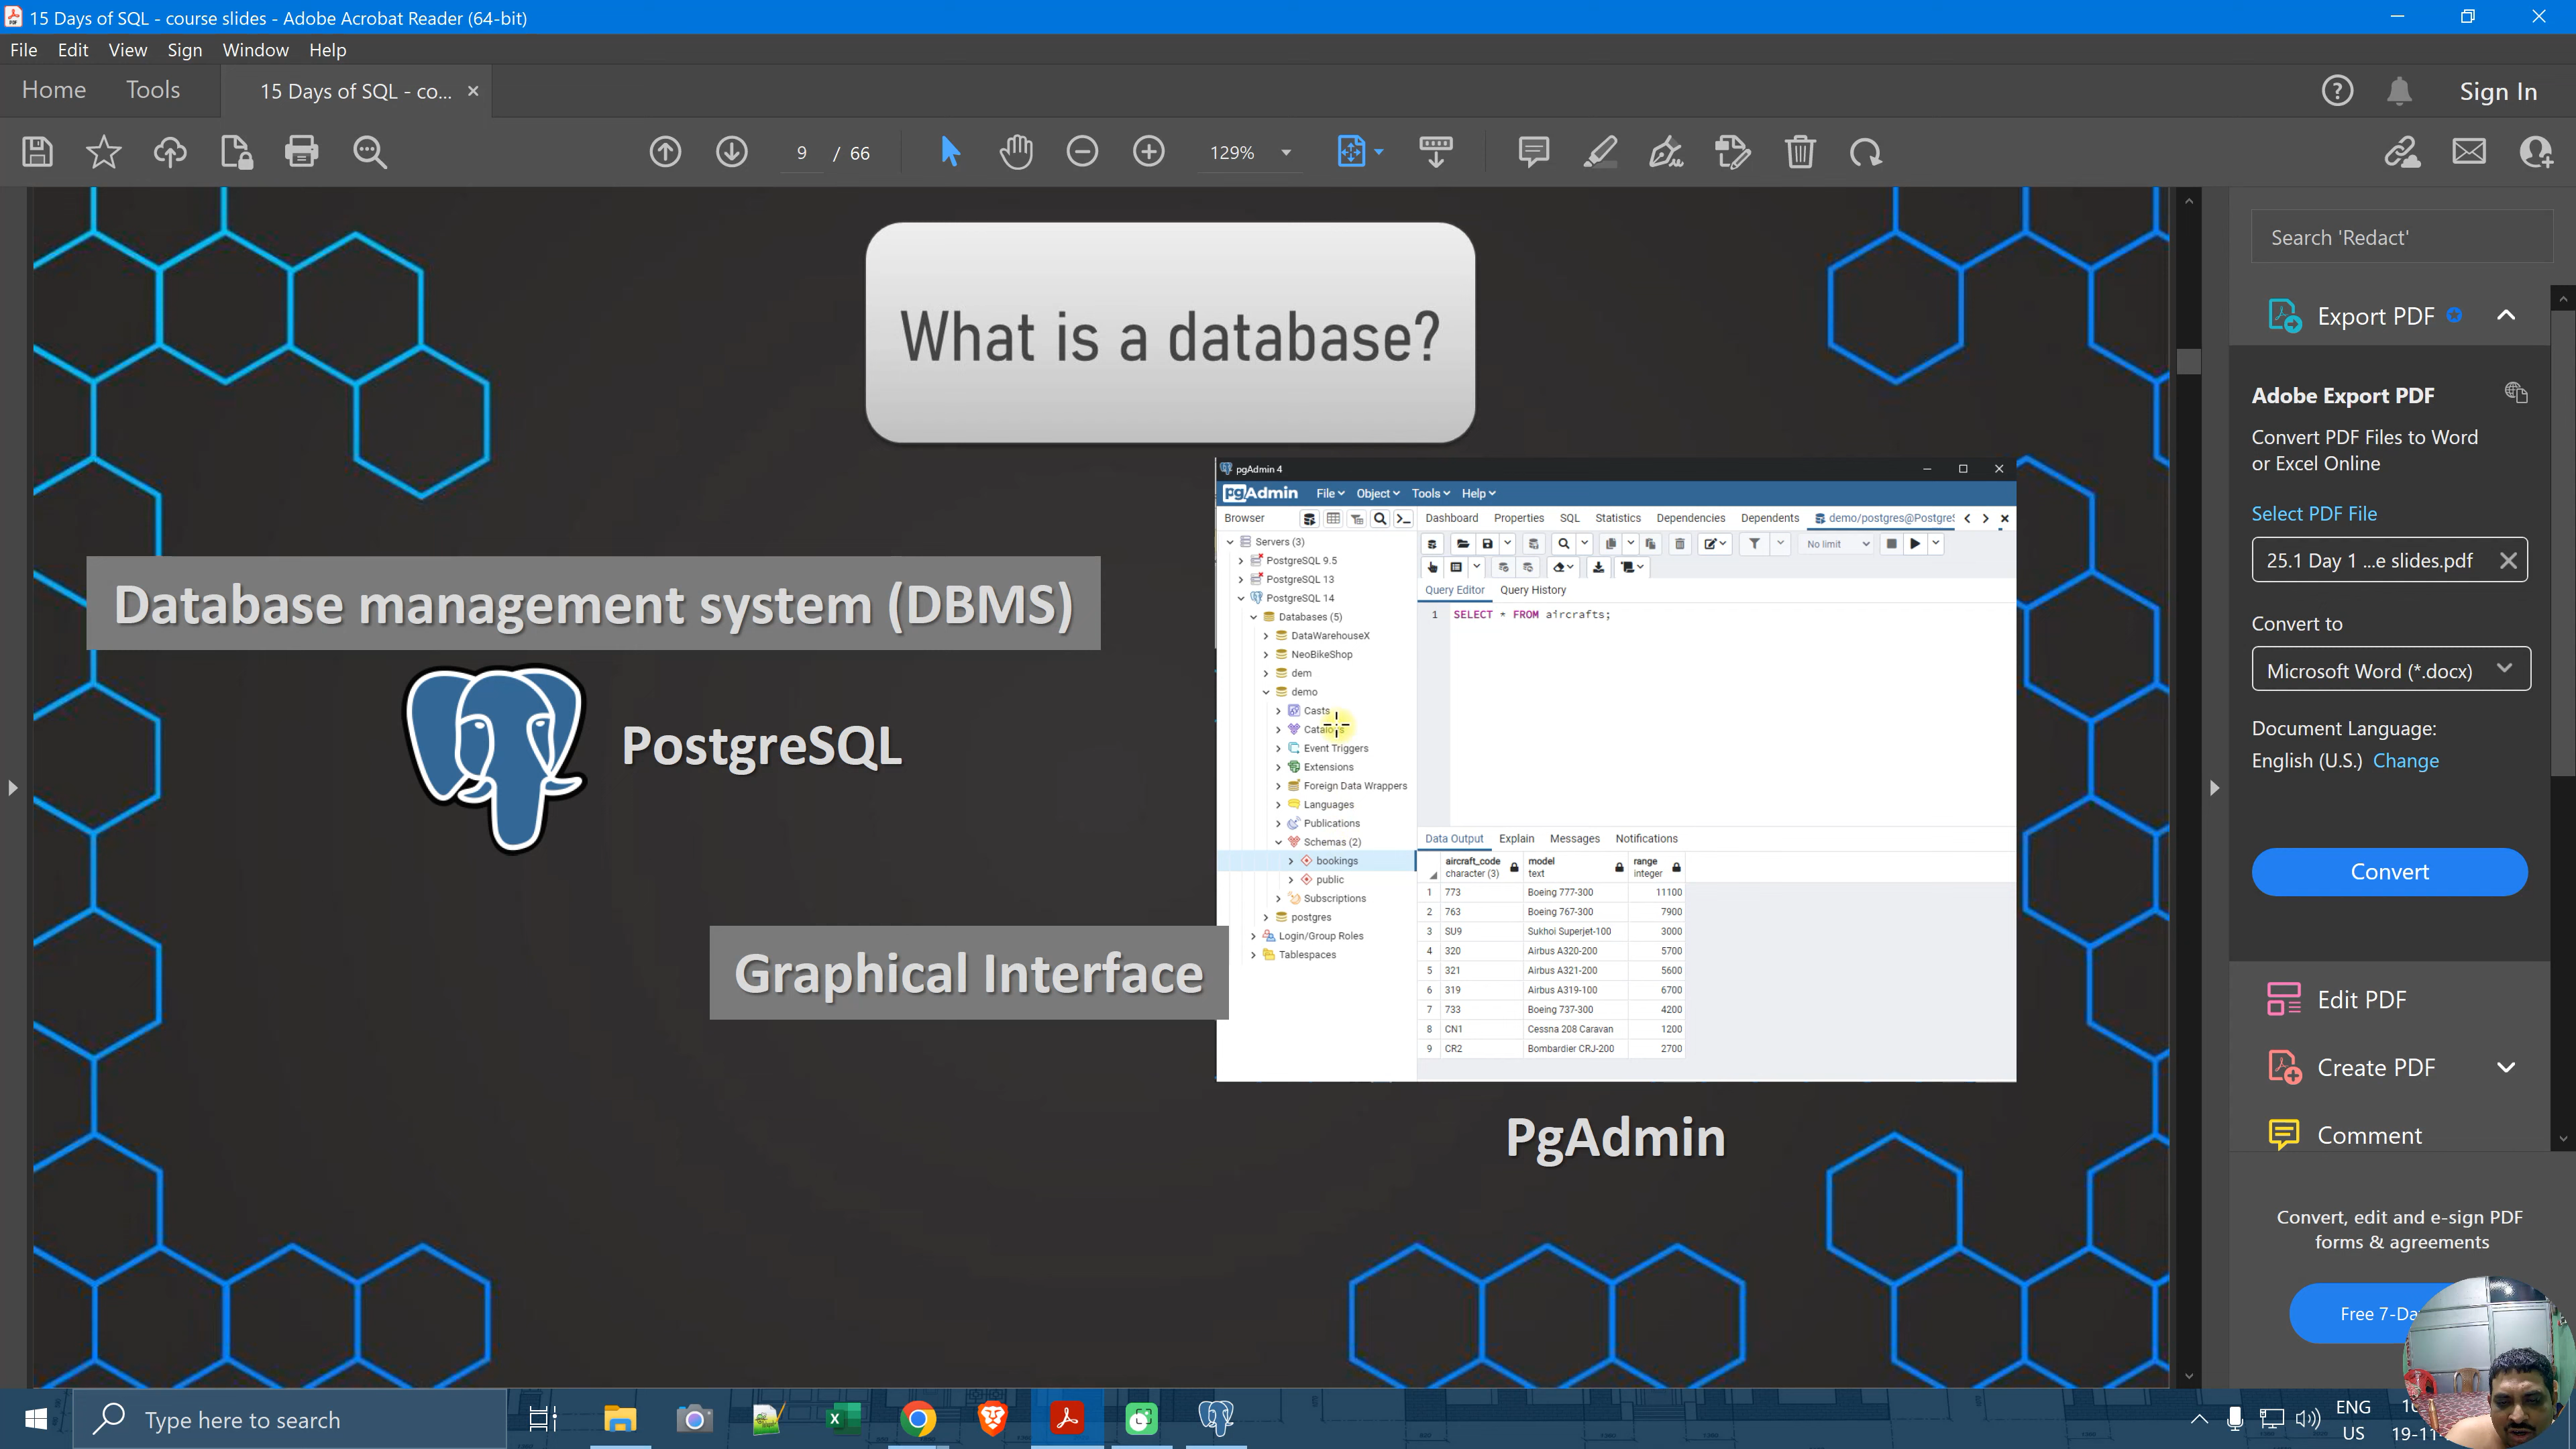 15 Days of SQL - course slides - Adobe Acrobat Reader (64-bit)
File Edit View Sign Window Help
Home Tools 15 Days of SQL - co... Sign In
9 / 66 129%
Search 'Redact'
What is a database?
Export PDF
Adobe Export PDF
Convert PDF Files to Word
or Excel Online
Select PDF File
25.1 Day 1 ...e slides.pdf
Convert to
Microsoft Word (*.docx)
Document Language:
English (U.S.) Change
Convert
Edit PDF
Create PDF
Comment
Convert, edit and e-sign PDF
forms & agreements
Free 7-Da
Database management system (DBMS)
PostgreSQL
Graphical Interface
PgAdmin
pgAdmin 4
pgAdmin File Object Tools Help
Browser
Servers (3)
PostgreSQL 9.5
PostgreSQL 13
PostgreSQL 14
Databases (5)
DataWarehouseX
NeoBikeShop
dem
demo
Casts
Event Triggers
Extensions
Foreign Data Wrappers
Languages
Publications
Schemas (2)
bookings
public
Subscriptions
postgres
Login/Group Roles
Tablespaces
Dashboard Properties SQL Statistics Dependencies Dependents demo/postgres@PostgreS
No limit
Query Editor Query History
1 SELECT * FROM aircrafts;
Data Output Explain Messages Notifications
aircraft_code model range
character (3) text integer
1 773 Boeing 777-300 11100
2 763 Boeing 767-300 7900
3 SU9 Sukhoi Superjet-100 3000
4 320 Airbus A320-200 5700
5 321 Airbus A321-200 5600
6 319 Airbus A319-100 6700
7 733 Boeing 737-300 4200
8 CN1 Cessna 208 Caravan 1200
9 CR2 Bombardier CRJ-200 2700
Type here to search
ENG
US
19-11-